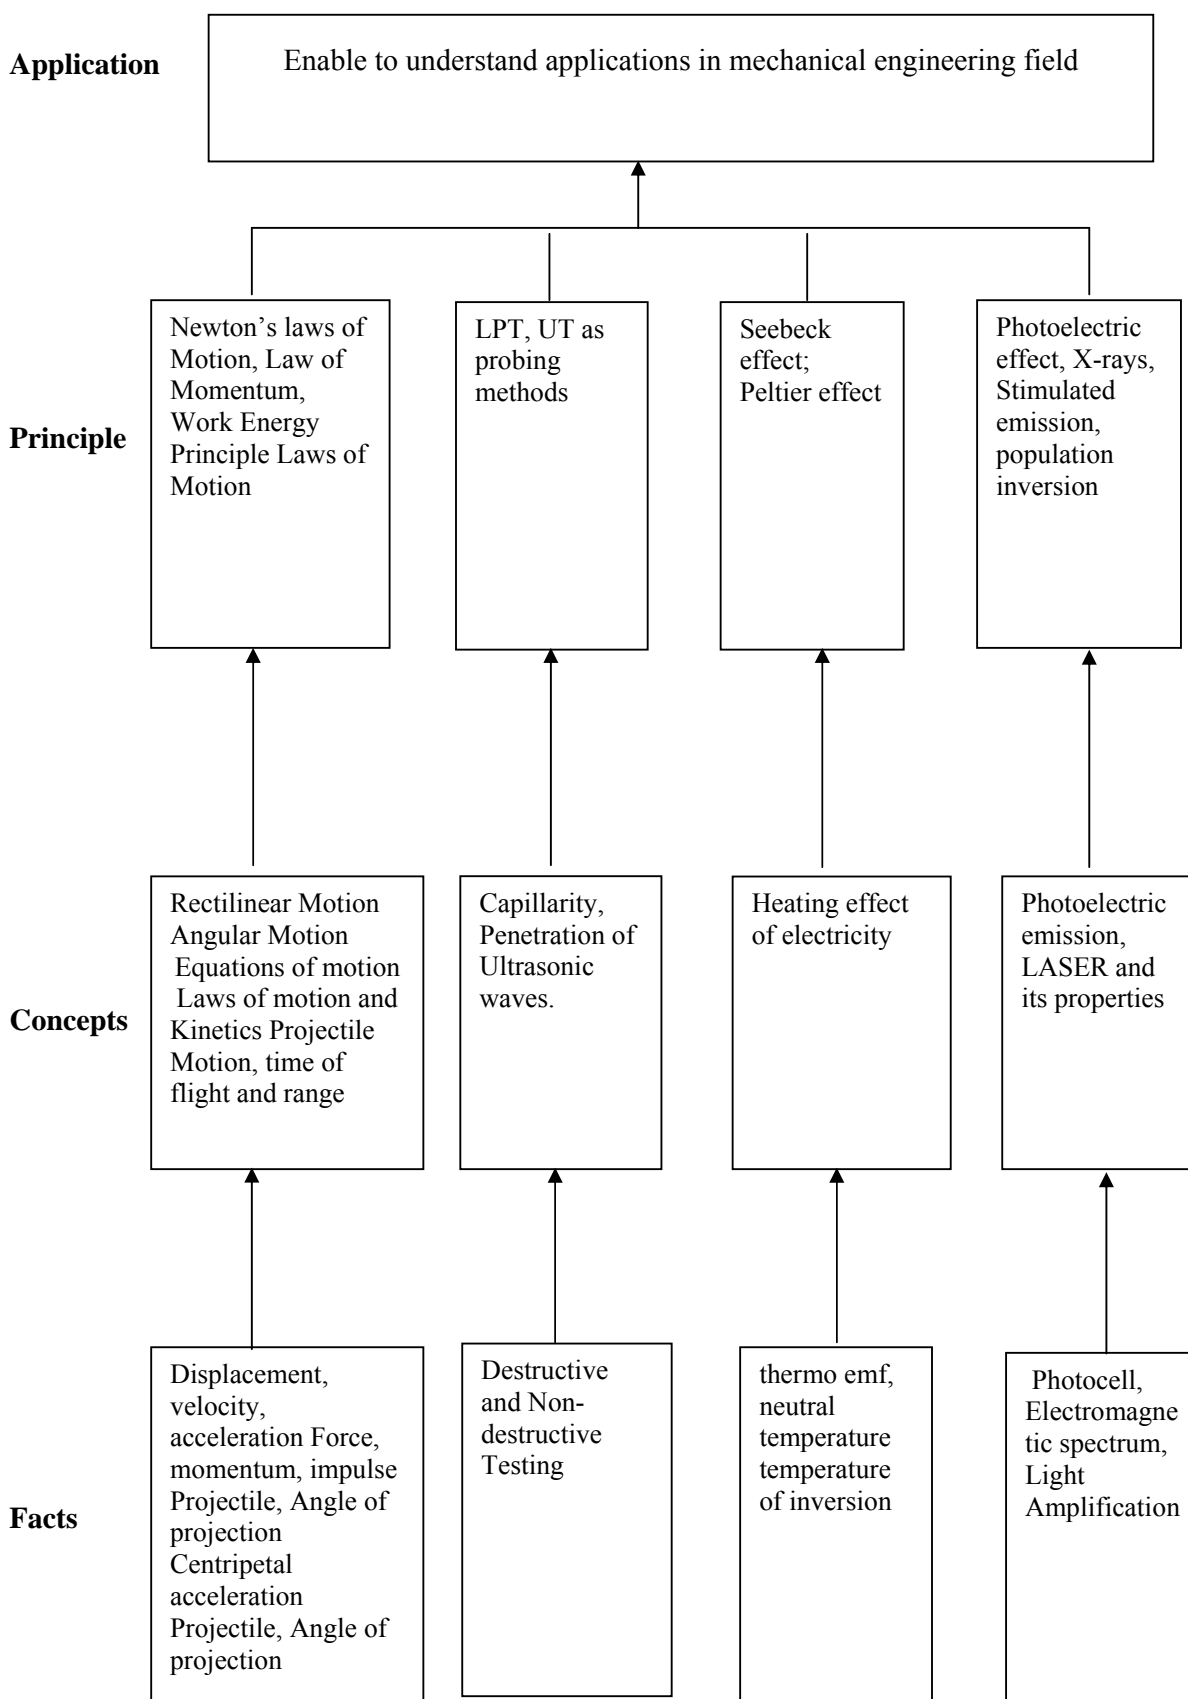 Application
Enable to understand applications in mechanical engineering field
Principle
Newton’s laws of
Motion, Law of
Momentum,
Work Energy
Principle Laws of
Motion
LPT, UT as
probing
methods
Seebeck
effect;
Peltier effect
Photoelectric
effect, X-rays,
Stimulated
emission,
population
inversion
Concepts
Rectilinear Motion
Angular Motion
Equations of motion
Laws of motion and
Kinetics Projectile
Motion, time of
flight and range
Capillarity,
Penetration of
Ultrasonic
waves.
Heating effect
of electricity
Photoelectric
emission,
LASER and
its properties
Facts
Displacement,
velocity,
acceleration Force,
momentum, impulse
Projectile, Angle of
projection
Centripetal
acceleration
Projectile, Angle of
projection
Destructive
and Non-
destructive
Testing
thermo emf,
neutral
temperature
temperature
of inversion
Photocell,
Electromagne
tic spectrum,
Light
Amplification